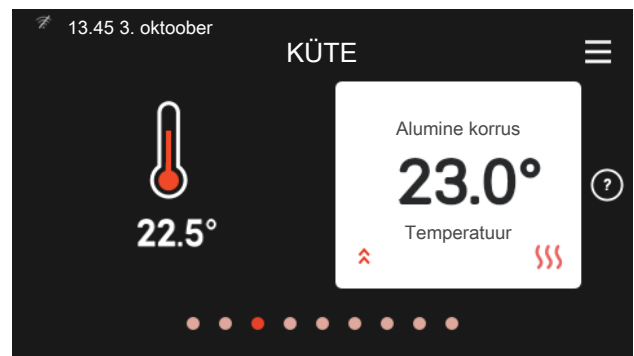 13.45 3. oktoober
KÜTE
Alumine korrus
23.0°
Temperatuur
22.5°
?